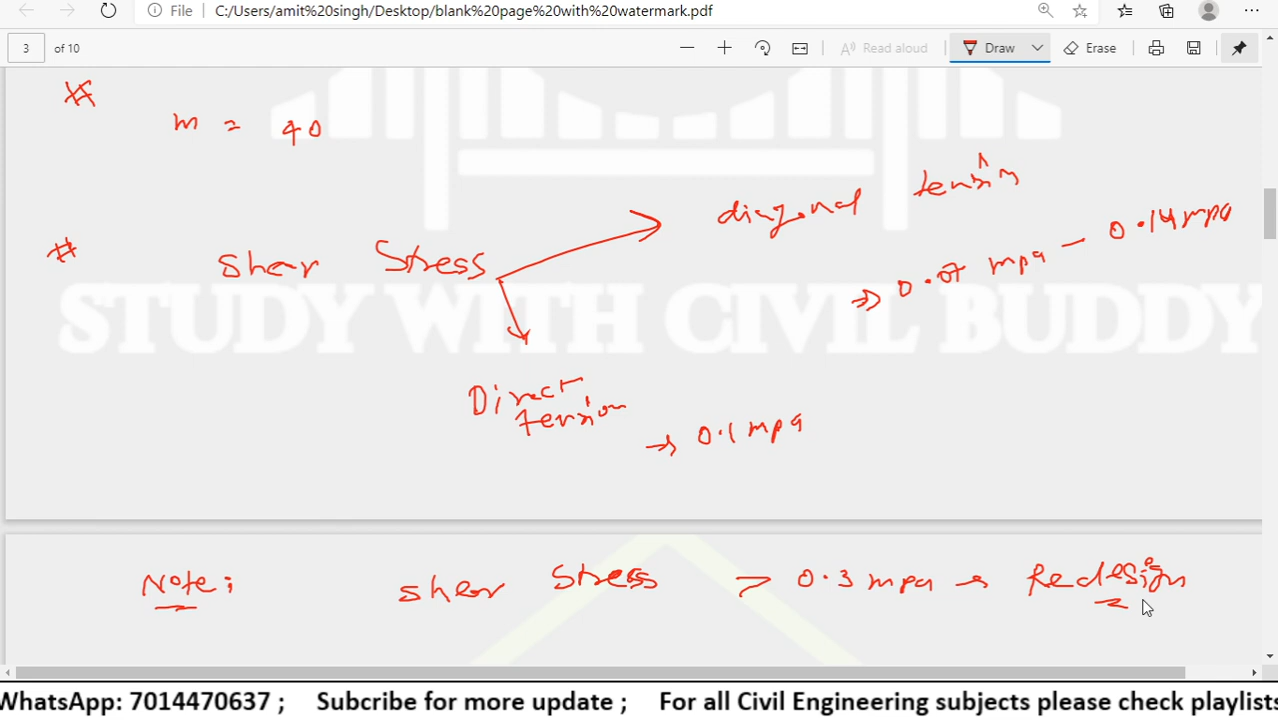 File C:/Users/amit%20singh/Desktop/blank%20page%20with%20watermark.pdf
3 of 10 Read aloud Draw Erase
#
m = 40
# Shear Stress diagonal tension
⇒ 0.07 mpa - 0.14 mpa
STUDY WITH CIVIL BUDDY
Direct
tension → 0.1 mpa
Note: shear stress > 0.3 mpa → Redesign
WhatsApp: 7014470637 ; Subcribe for more update ; For all Civil Engineering subjects please check playlists